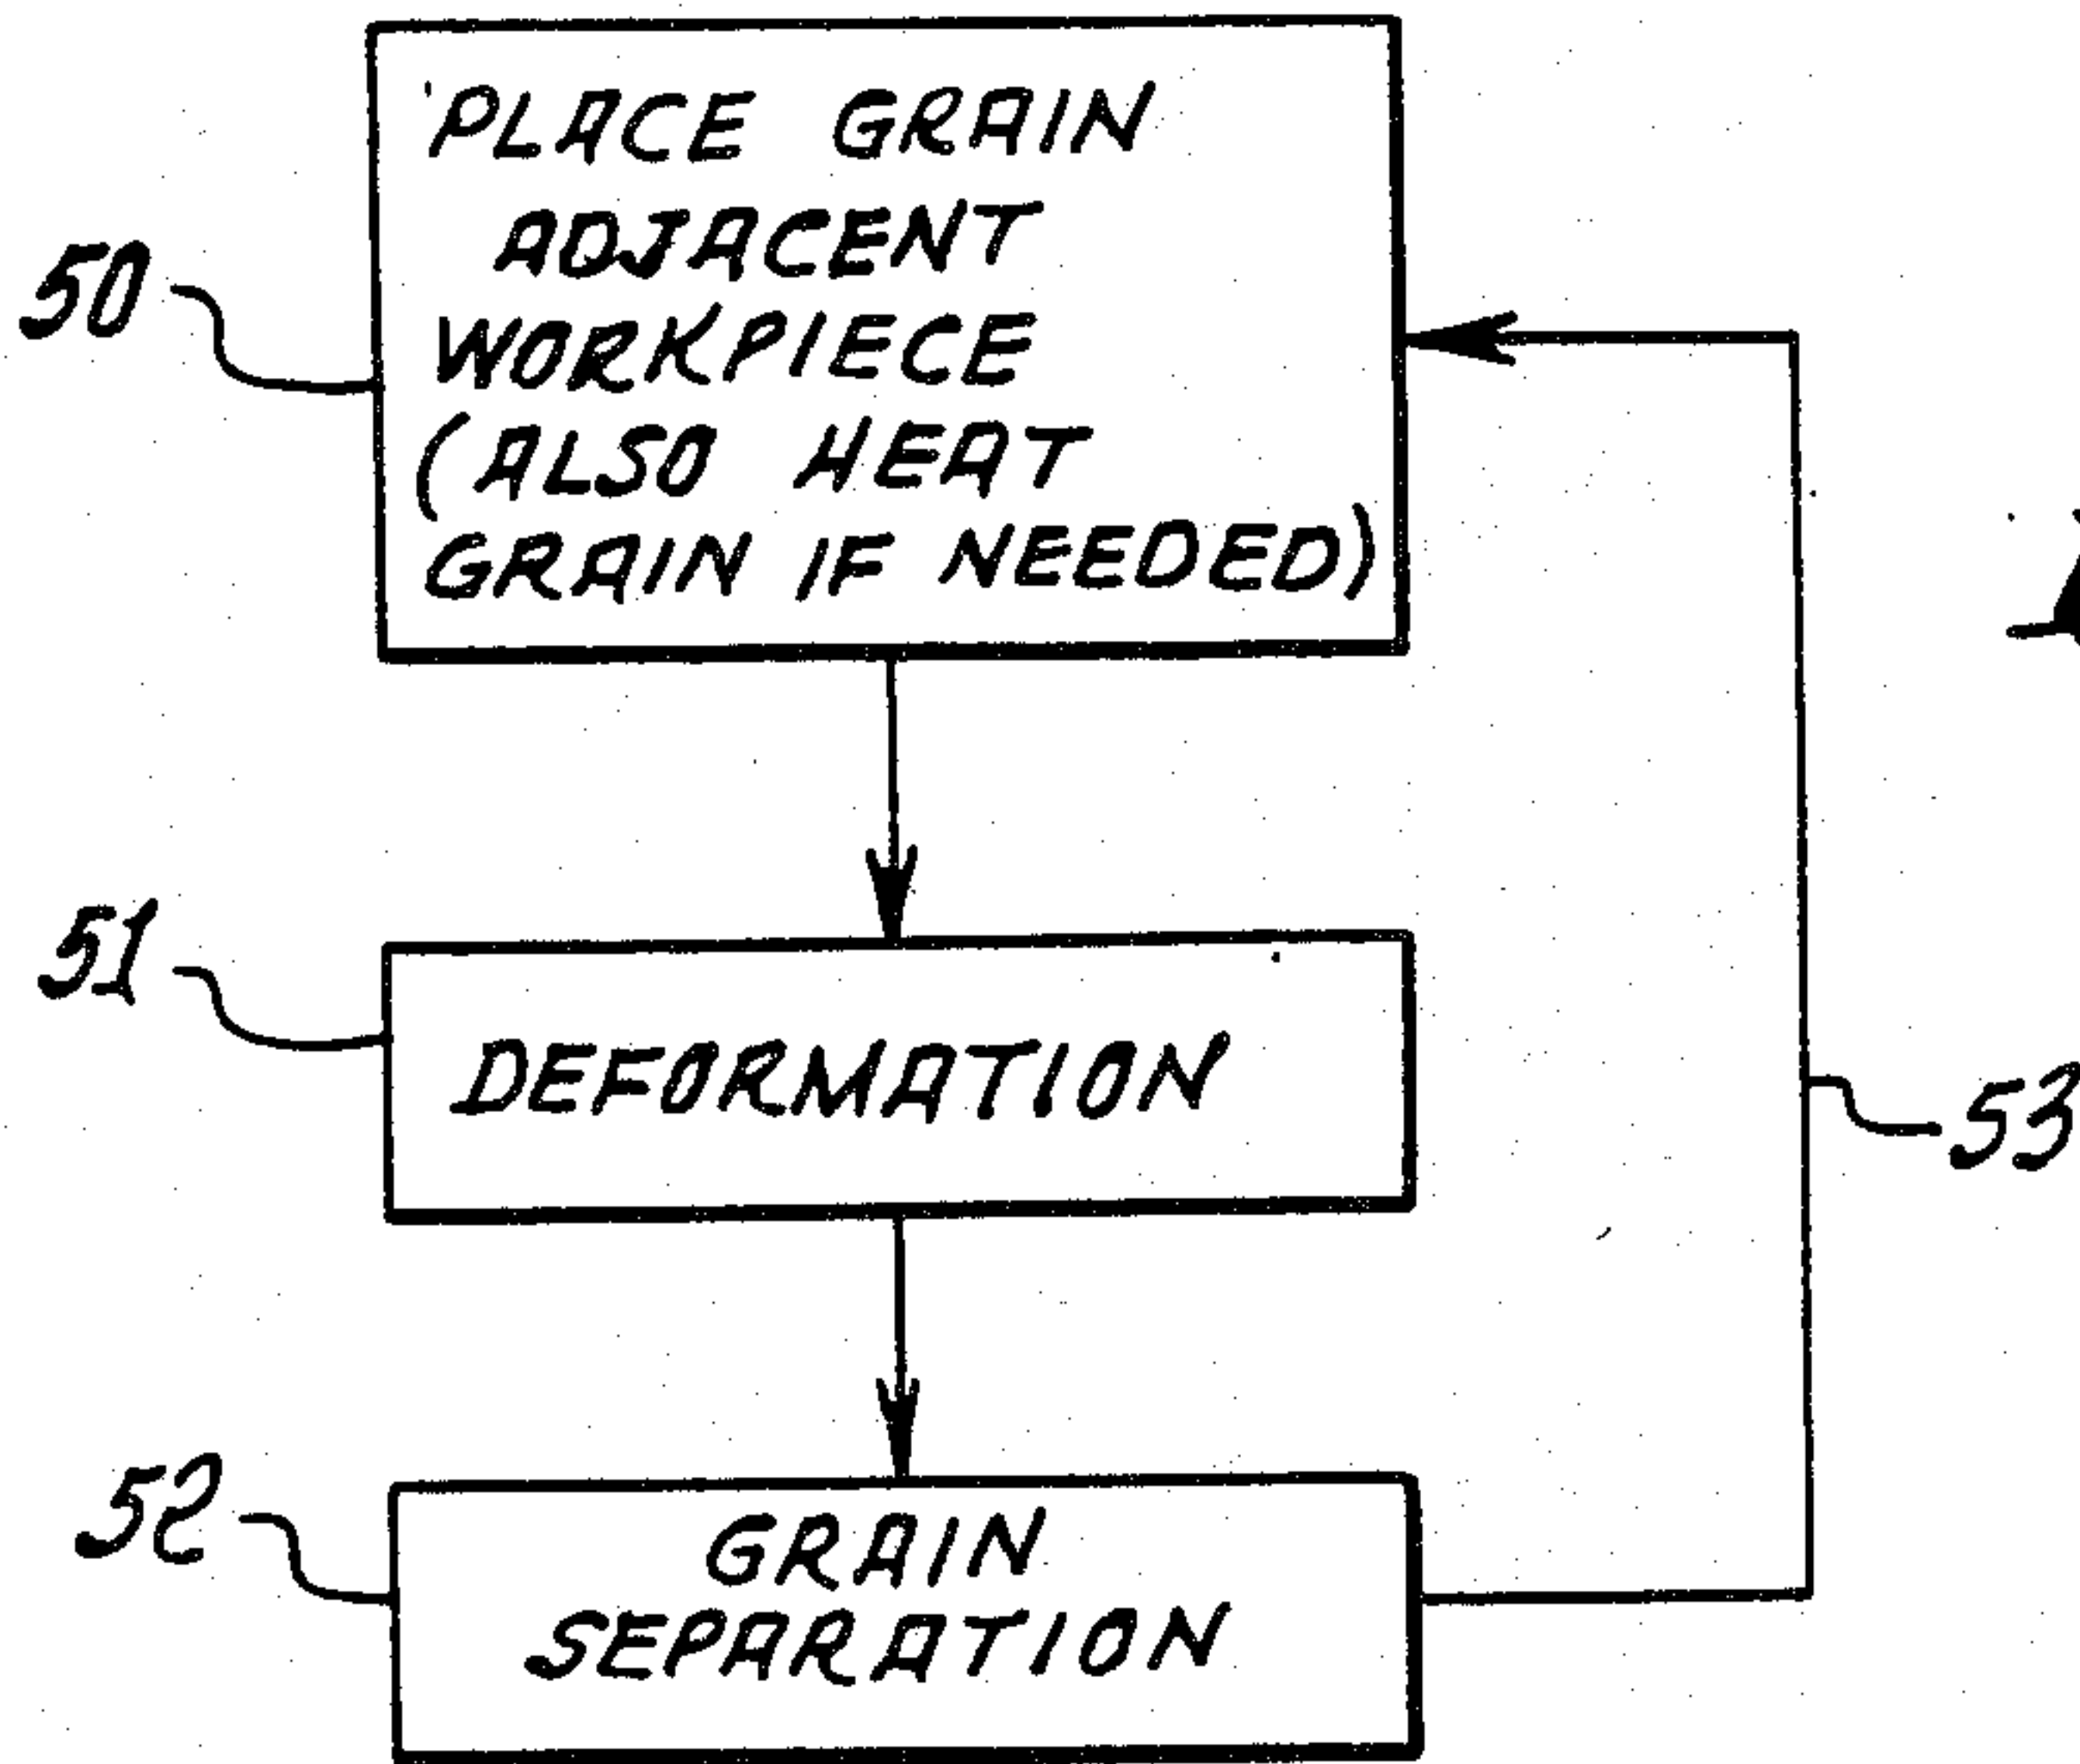 PLACE GRAIN
ADJACENT
WORKPIECE
(ALSO HEAT
GRAIN IF NEEDED)
50
51
DEFORMATION
53
52
GRAIN
SEPARATION